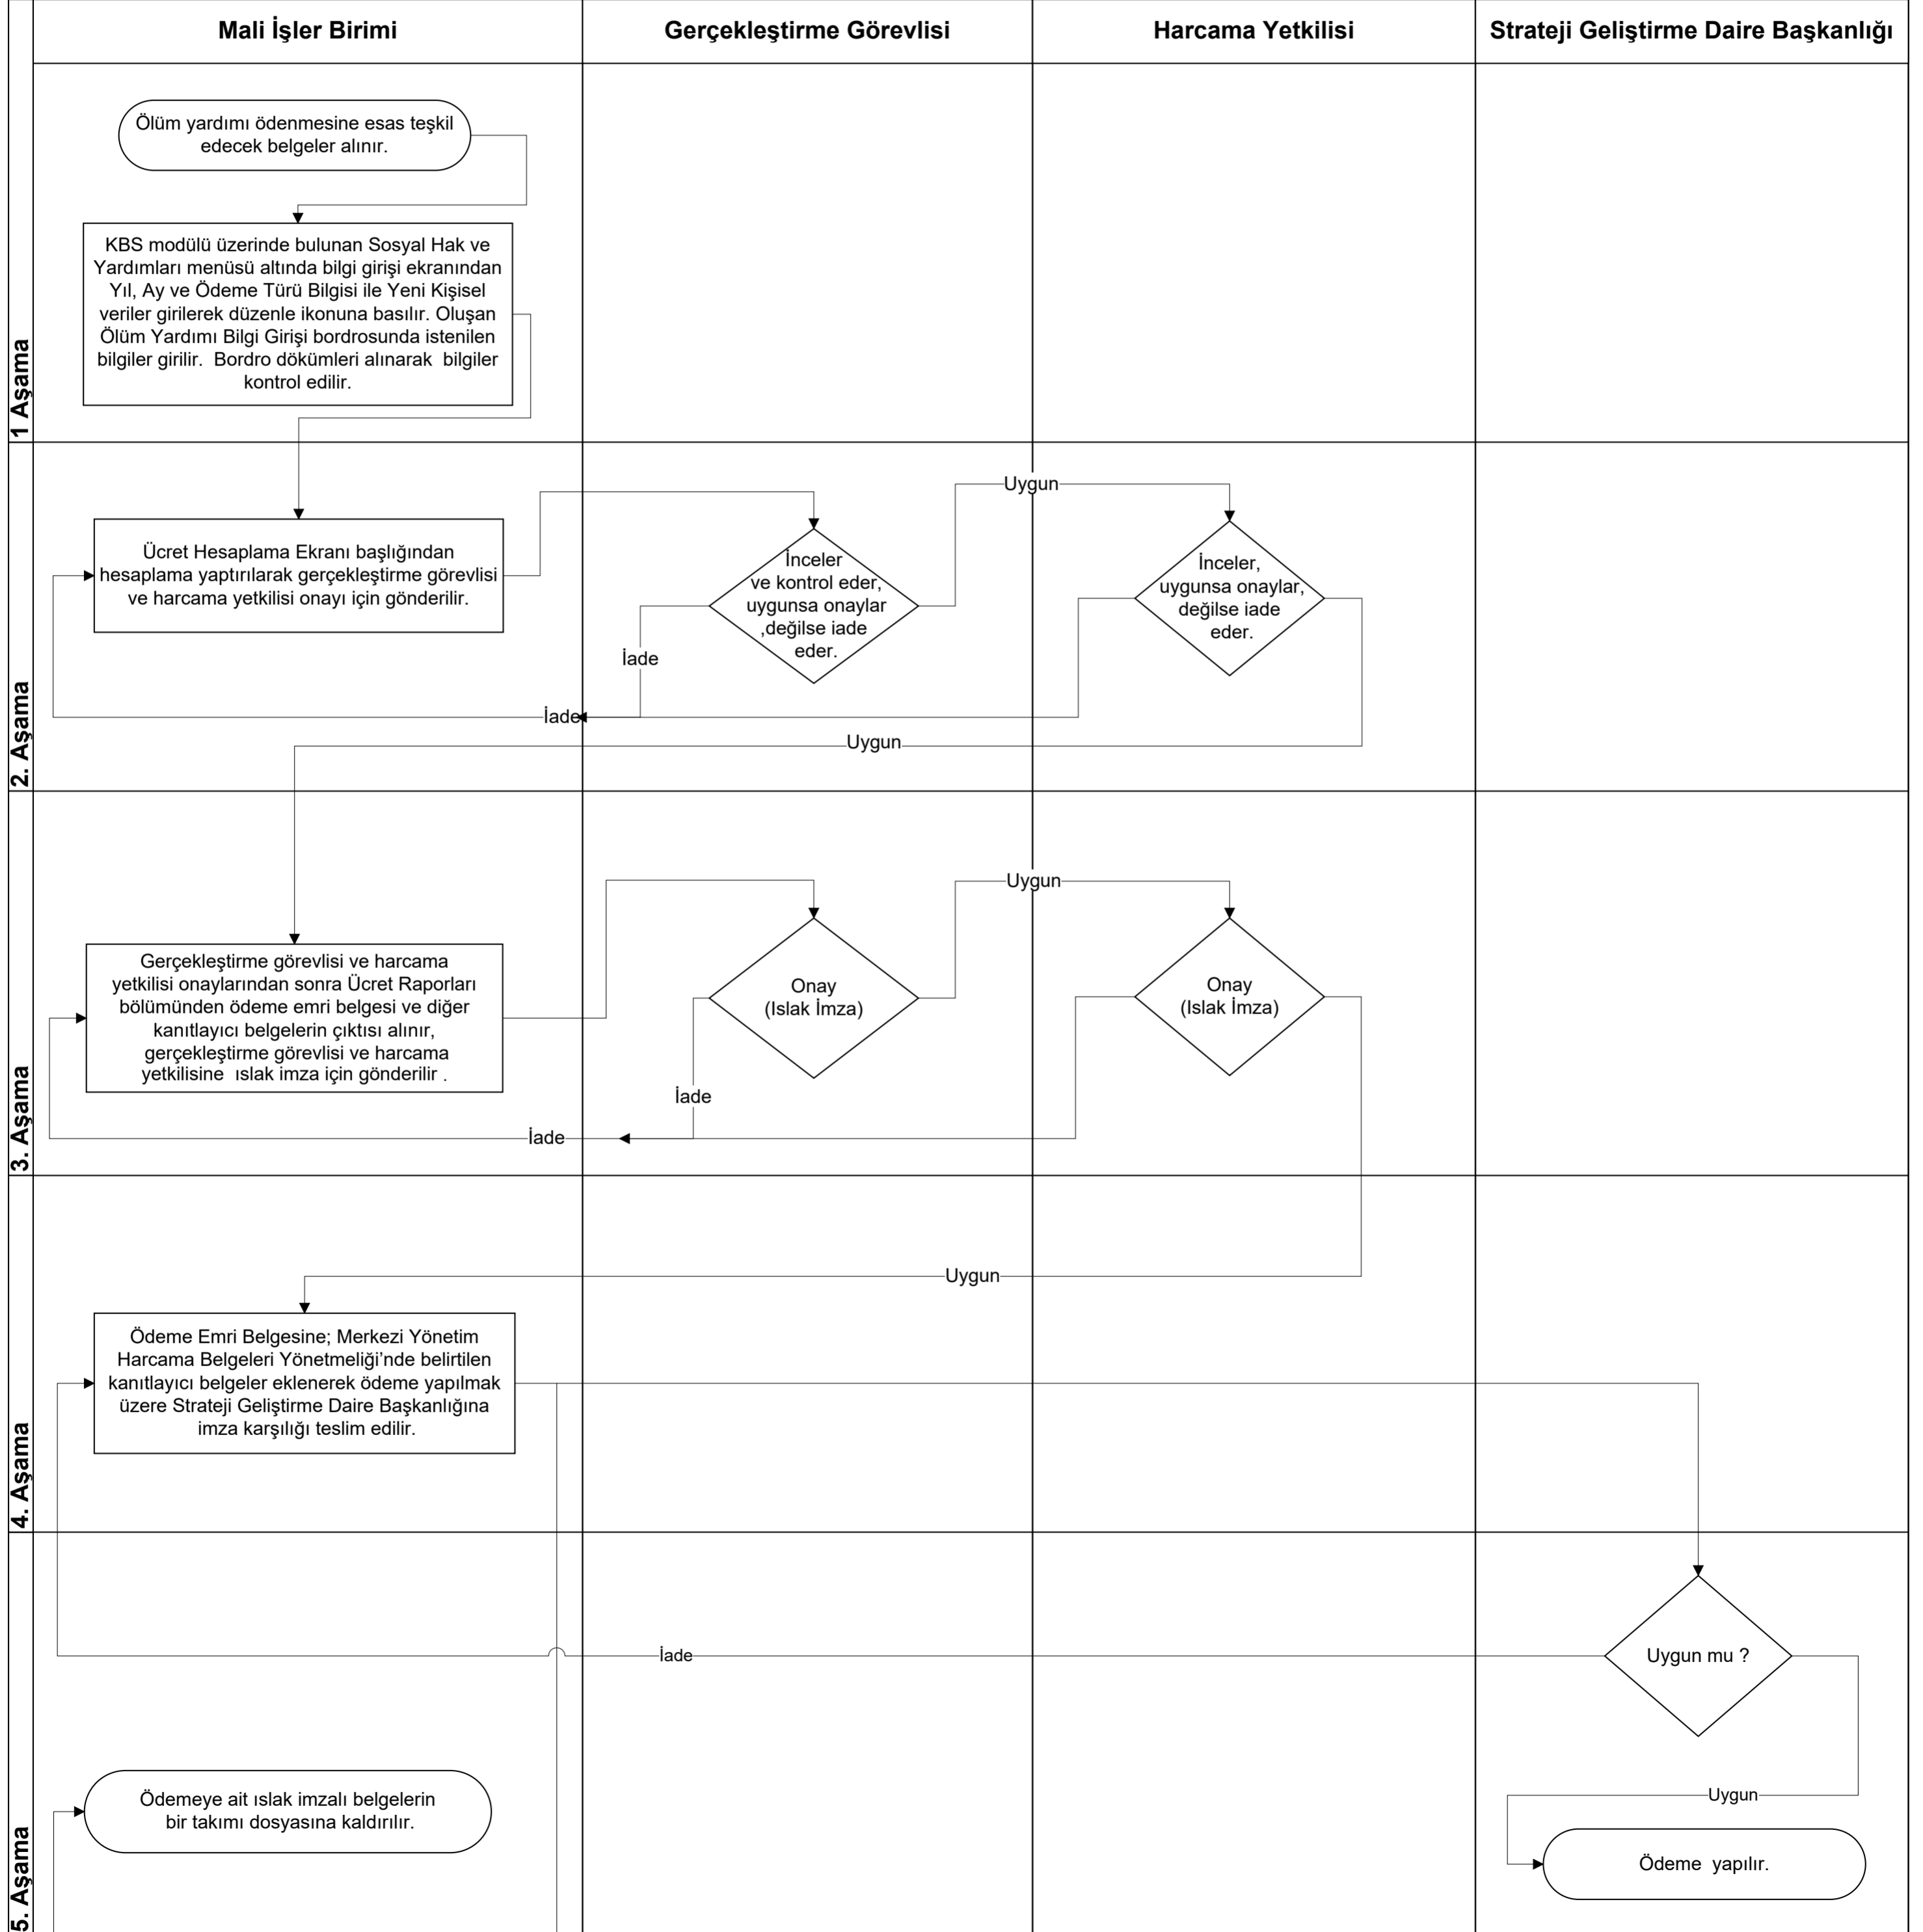 Mali İşler Birimi
Gerçekleştirme Görevlisi
Harcama Yetkilisi
Strateji Geliştirme Daire Başkanlığı
1 Aşama
Ölüm yardımı ödenmesine esas teşkil
edecek belgeler alınır.
KBS modülü üzerinde bulunan Sosyal Hak ve
Yardımları menüsü altında bilgi girişi ekranından
Yıl, Ay ve Ödeme Türü Bilgisi ile Yeni Kişisel
veriler girilerek düzenle ikonuna basılır. Oluşan
Ölüm Yardımı Bilgi Girişi bordrosunda istenilen
bilgiler girilir. Bordro dökümleri alınarak bilgiler
kontrol edilir.
2. Aşama
Ücret Hesaplama Ekranı başlığından
hesaplama yaptırılarak gerçekleştirme görevlisi
ve harcama yetkilisi onayı için gönderilir.
İnceler
ve kontrol eder,
uygunsa onaylar
,değilse iade
eder.
Uygun
İnceler,
uygunsa onaylar,
değilse iade
eder.
İade
İade
Uygun
3. Aşama
Gerçekleştirme görevlisi ve harcama
yetkilisi onaylarından sonra Ücret Raporları
bölümünden ödeme emri belgesi ve diğer
kanıtlayıcı belgelerin çıktısı alınır,
gerçekleştirme görevlisi ve harcama
yetkilisine ıslak imza için gönderilir .
Onay
(Islak İmza)
Uygun
Onay
(Islak İmza)
İade
İade
Uygun
4. Aşama
Ödeme Emri Belgesine; Merkezi Yönetim
Harcama Belgeleri Yönetmeliği’nde belirtilen
kanıtlayıcı belgeler eklenerek ödeme yapılmak
üzere Strateji Geliştirme Daire Başkanlığına
imza karşılığı teslim edilir.
5. Aşama
Uygun mu ?
İade
Uygun
Ödemeye ait ıslak imzalı belgelerin
bir takımı dosyasına kaldırılır.
Ödeme yapılır.